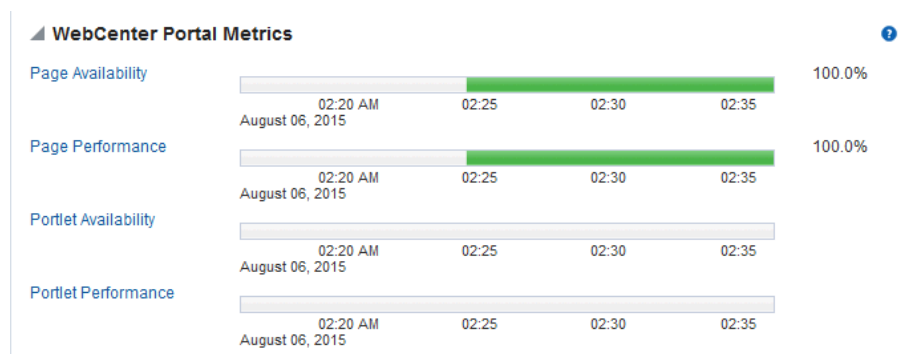 WebCenter Portal Metrics ?
Page Availability 100.0%
02:20 AM 02:25 02:30 02:35
August 06, 2015
Page Performance 100.0%
02:20 AM 02:25 02:30 02:35
August 06, 2015
Portlet Availability
02:20 AM 02:25 02:30 02:35
August 06, 2015
Portlet Performance
02:20 AM 02:25 02:30 02:35
August 06, 2015